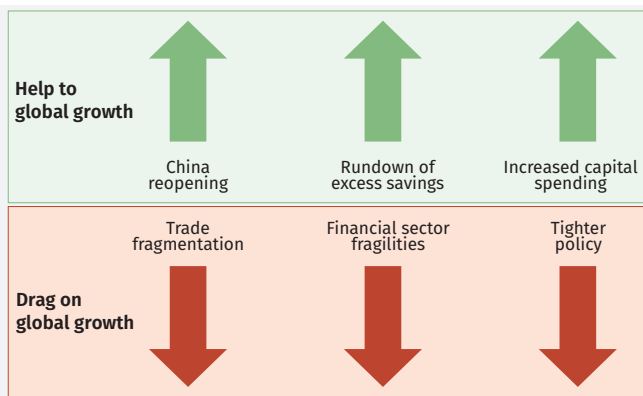 Help to
global growth
China
reopening
Rundown of
excess savings
Increased capital
spending
Trade
fragmentation
Financial sector
fragilities
Tighter
policy
Drag on
global growth